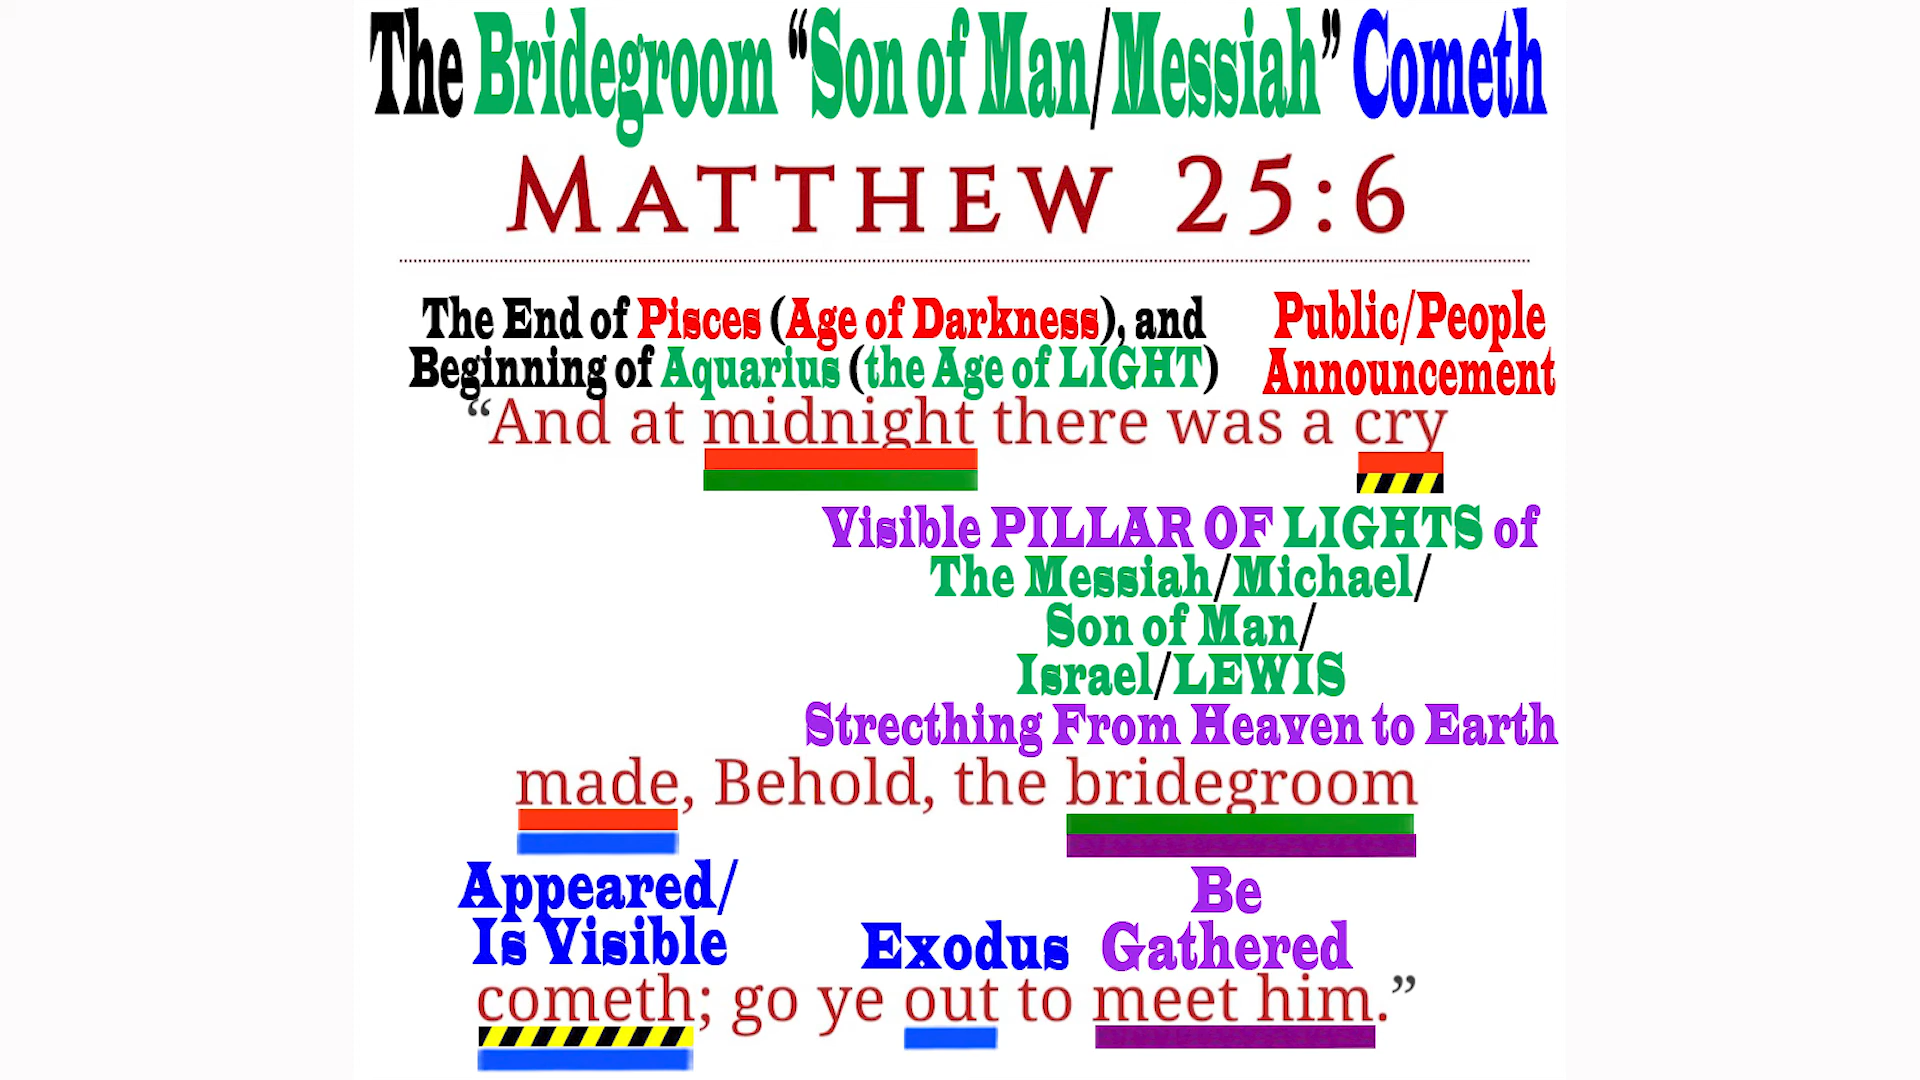 The Bridegroom “Son of Man/Messiah” Cometh
MATTHEW 25:6
The End of Pisces (Age of Darkness), and
Beginning of Aquarius (the Age of LIGHT)
Public/People
Announcement
“And at midnight there was a cry
Visible PILLAR OF LIGHTS of
The Messiah/Michael/
Son of Man/
Israel/LEWIS
Strecthing From Heaven to Earth
made, Behold, the bridegroom
Appeared/
Is Visible
Exodus
Be
Gathered
cometh; go ye out to meet him.”